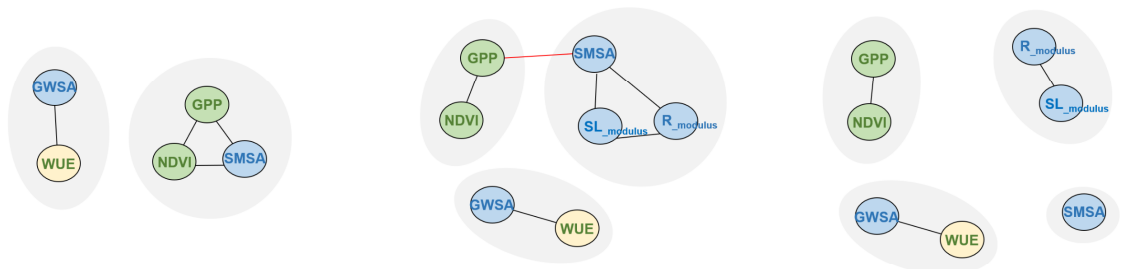 GWSA
WUE
GPP
NDVI
SMSA
GPP
NDVI
SMSA
SL_modulus
R_modulus
GWSA
WUE
GPP
NDVI
R_modulus
SL_modulus
GWSA
WUE
SMSA